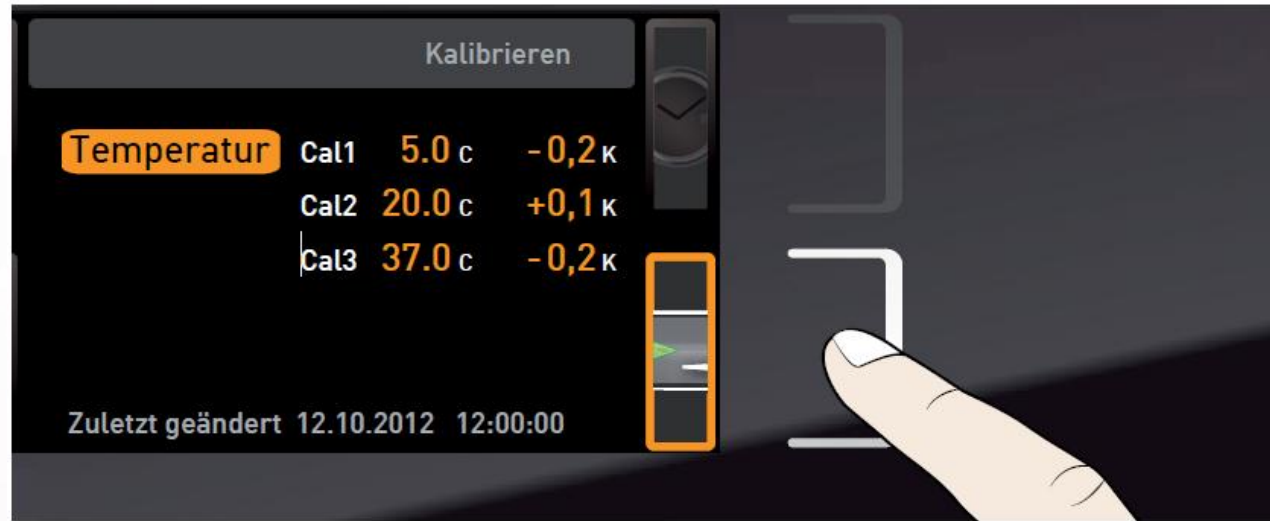 Kalibrieren
Temperatur Cal1 5.0 C -0,2 K
Cal2 20.0 C +0,1 K
Cal3 37.0 C -0,2 K
Zuletzt geändert 12.10.2012 12:00:00